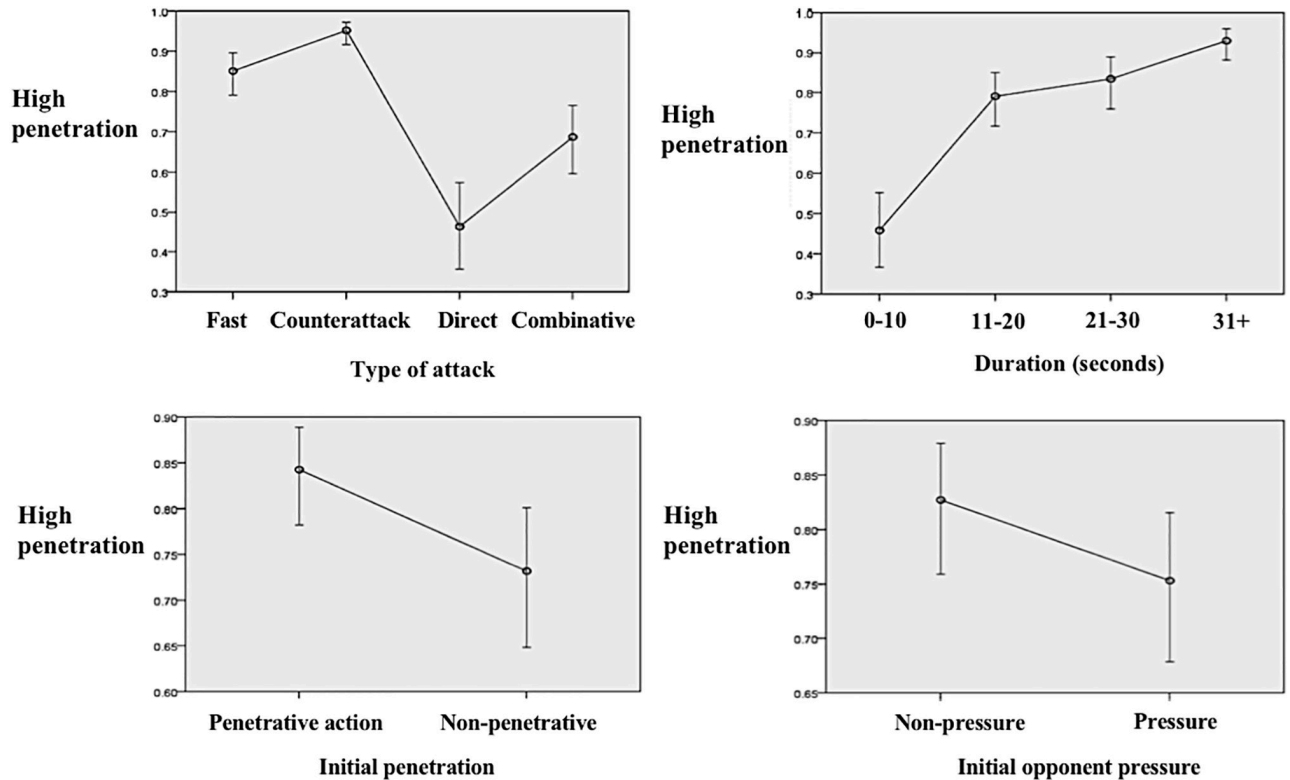 1.0
0.9
0.8
0.7
0.6
0.5
0.4
0.3
High
penetration
Fast Counterattack Direct Combinative
Type of attack
1.0
0.9
0.8
0.7
0.6
0.5
0.4
0.3
High
penetration
0-10 11-20 21-30 31+
Duration (seconds)
0.90
0.85
0.80
0.75
0.70
0.65
0.60
High
penetration
Penetrative action Non-penetrative
Initial penetration
0.90
0.85
0.80
0.75
0.70
0.65
High
penetration
Non-pressure Pressure
Initial opponent pressure